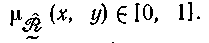 μ_R̂ (x, y) ∈ [0, 1].